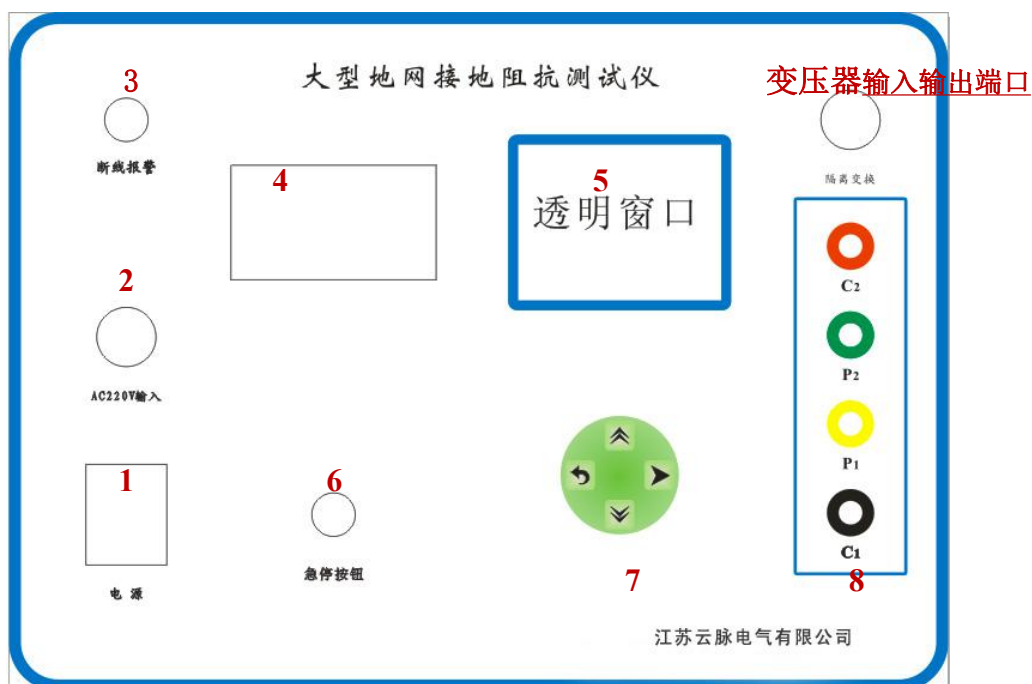 大型地网接地阻抗测试仪
3
断线报警
变压器输入输出端口
隔离变换
4
5
透明窗口
2
AC220V输入
C2
P2
P1
C1
1
电 源
6
急停按钮
7
8
江苏云脉电气有限公司